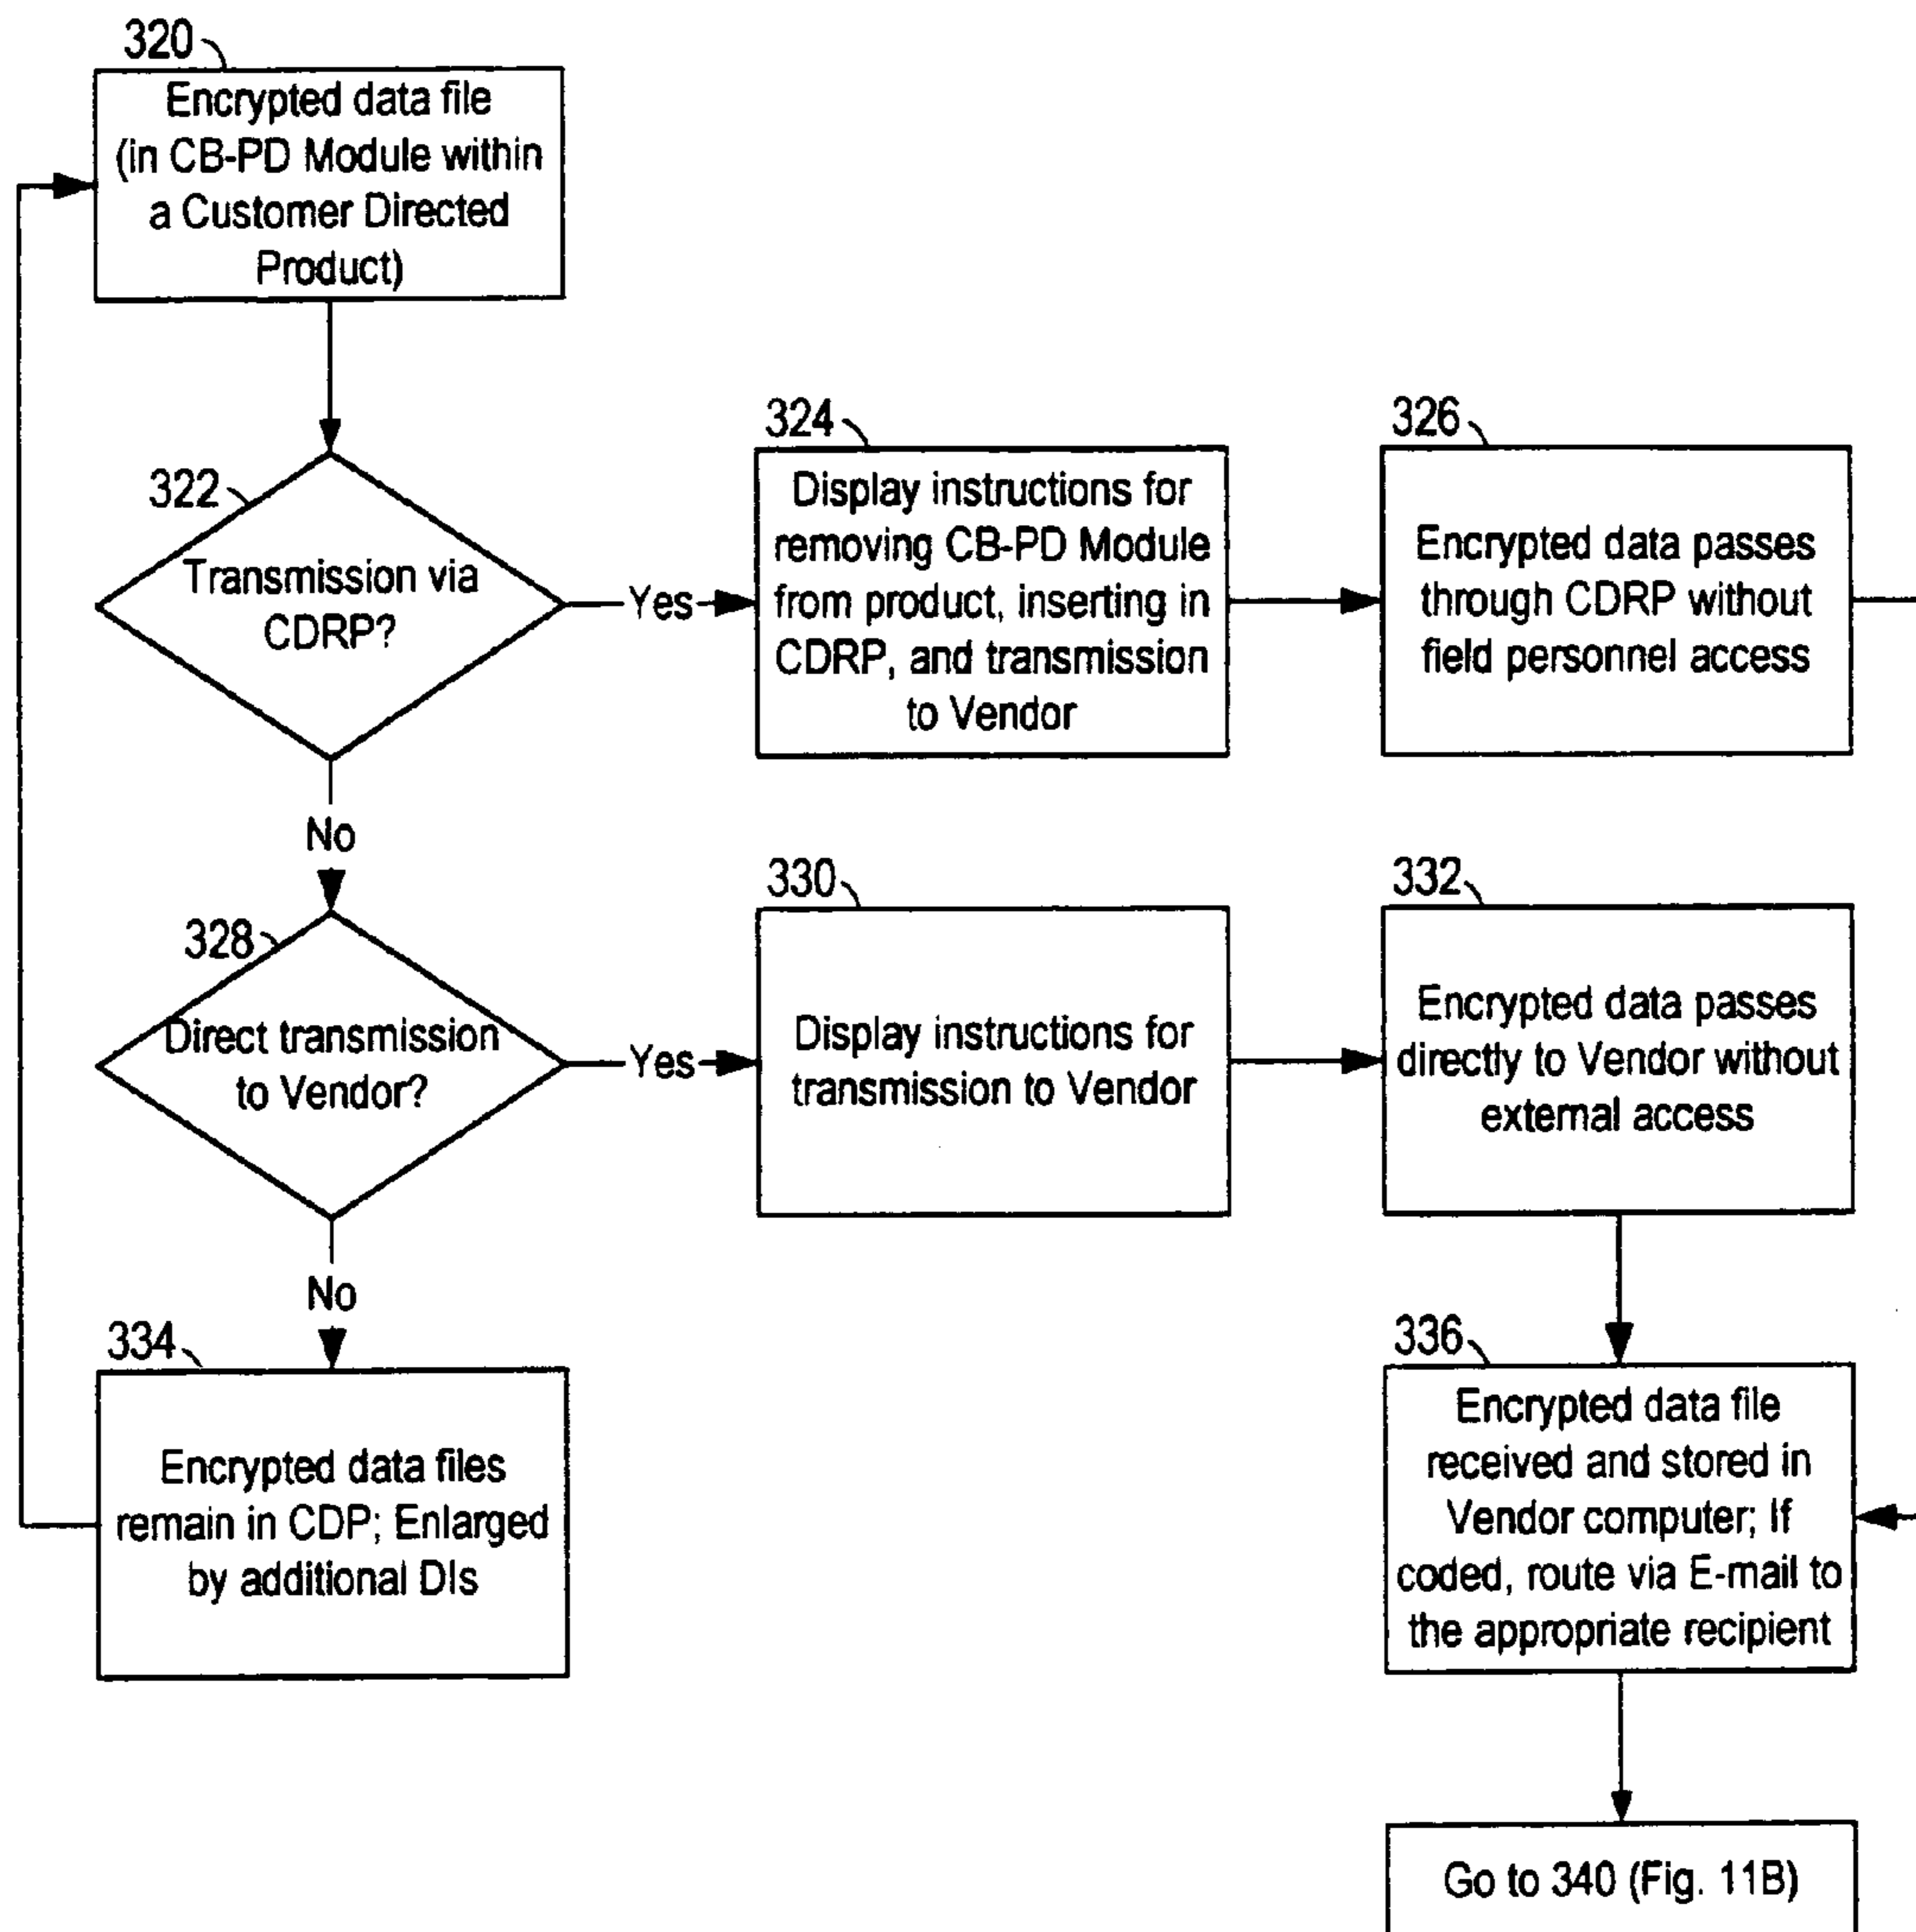 320
Encrypted data file
(in CB-PD Module within
a Customer Directed
Product)
322
Transmission via
CDRP?
Yes
324
Display instructions for
removing CB-PD Module
from product, inserting in
CDRP, and transmission
to Vendor
326
Encrypted data passes
through CDRP without
field personnel access
No
328
Direct transmission
to Vendor?
Yes
330
Display instructions for
transmission to Vendor
332
Encrypted data passes
directly to Vendor without
external access
No
334
Encrypted data files
remain in CDP; Enlarged
by additional DIs
336
Encrypted data file
received and stored in
Vendor computer; If
coded, route via E-mail to
the appropriate recipient
Go to 340 (Fig. 11B)